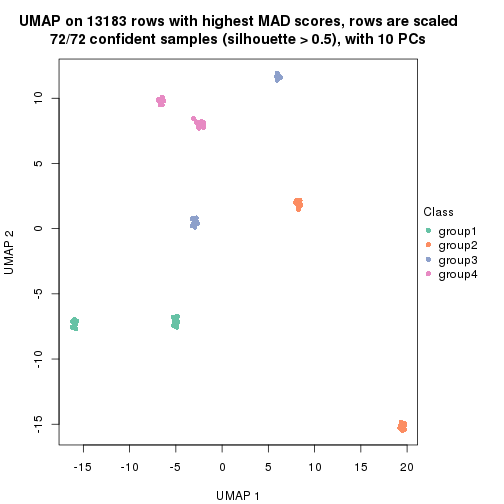 UMAP on 13183 rows with highest MAD scores, rows are scaled
72/72 confident samples (silhouette > 0.5), with 10 PCs
10
5
0
-5
-10
-15
UMAP 2
-15
-10
-5
0
5
10
15
20
UMAP 1
Class
group1
group2
group3
group4